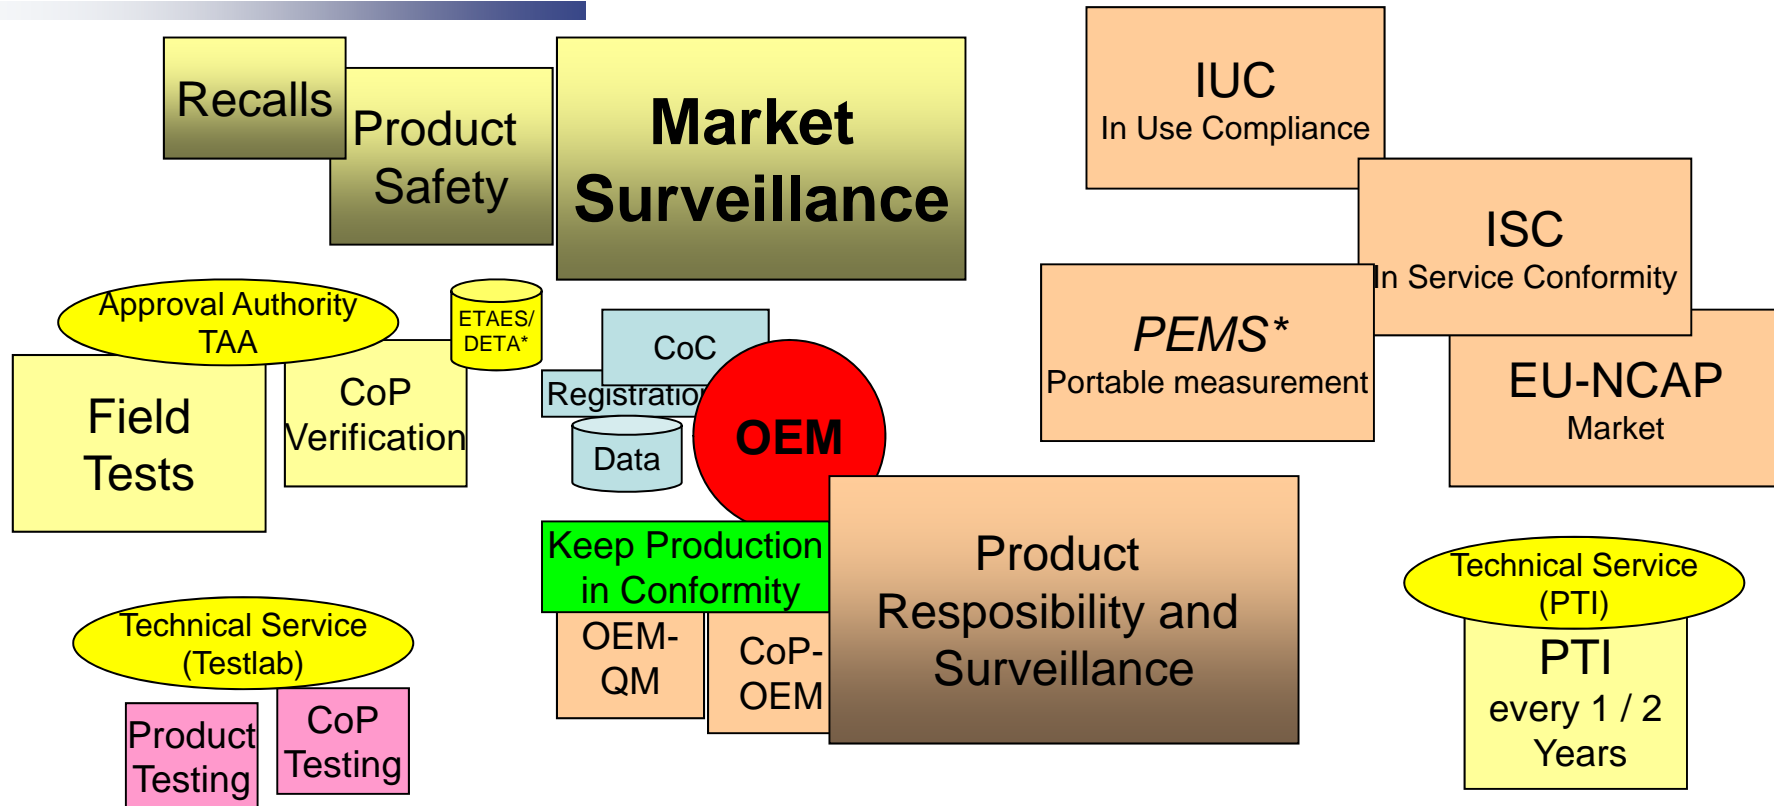 Recalls
Product
Safety
Market
Surveillance
IUC
In Use Compliance
ISC
In Service Conformity
PEMS*
Portable measurement
EU-NCAP
Market
Approval Authority
TAA
ETAES/
DETA*
Field
Tests
CoP
Verification
CoC
Registration
Data
OEM
Keep Production
in Conformity
OEM-
QM
CoP-
OEM
Product
Resposibility and
Surveillance
Technical Service
(Testlab)
Product
Testing
CoP
Testing
Technical Service
(PTI)
PTI
every 1 / 2
Years